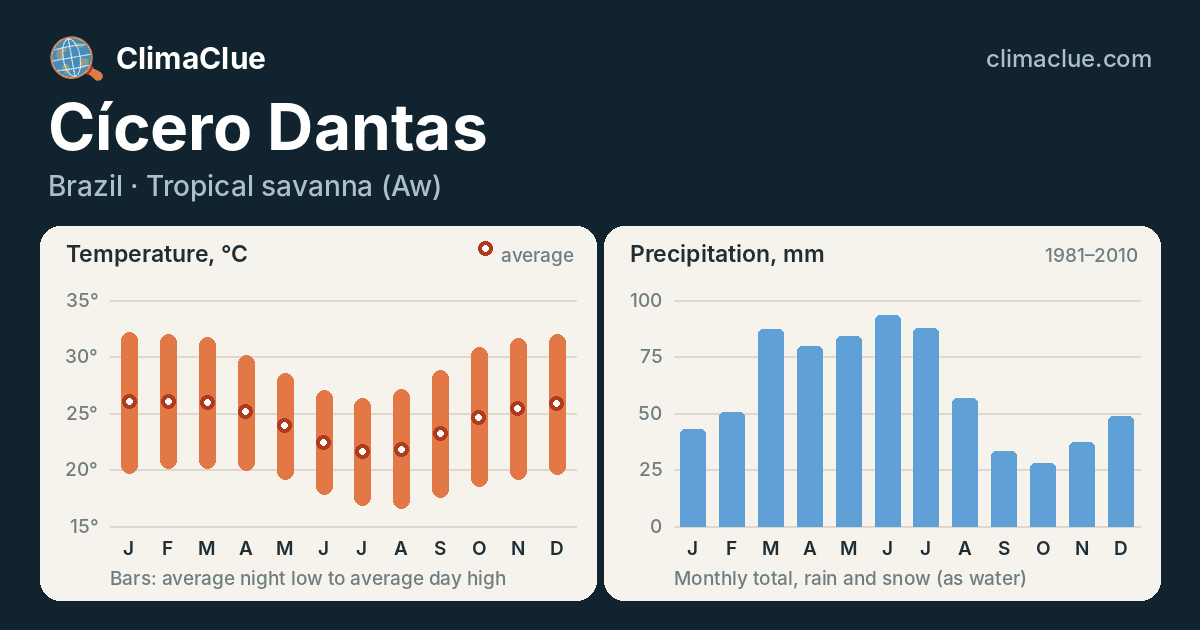 ClimaClue
climaclue.com
Cícero Dantas
Brazil · Tropical savanna (Aw)
Temperature, °C
average
35°
30°
25°
20°
15°
J F M A M J J A S O N D
Bars: average night low to average day high
Precipitation, mm
1981–2010
100
75
50
25
0
J F M A M J J A S O N D
Monthly total, rain and snow (as water)